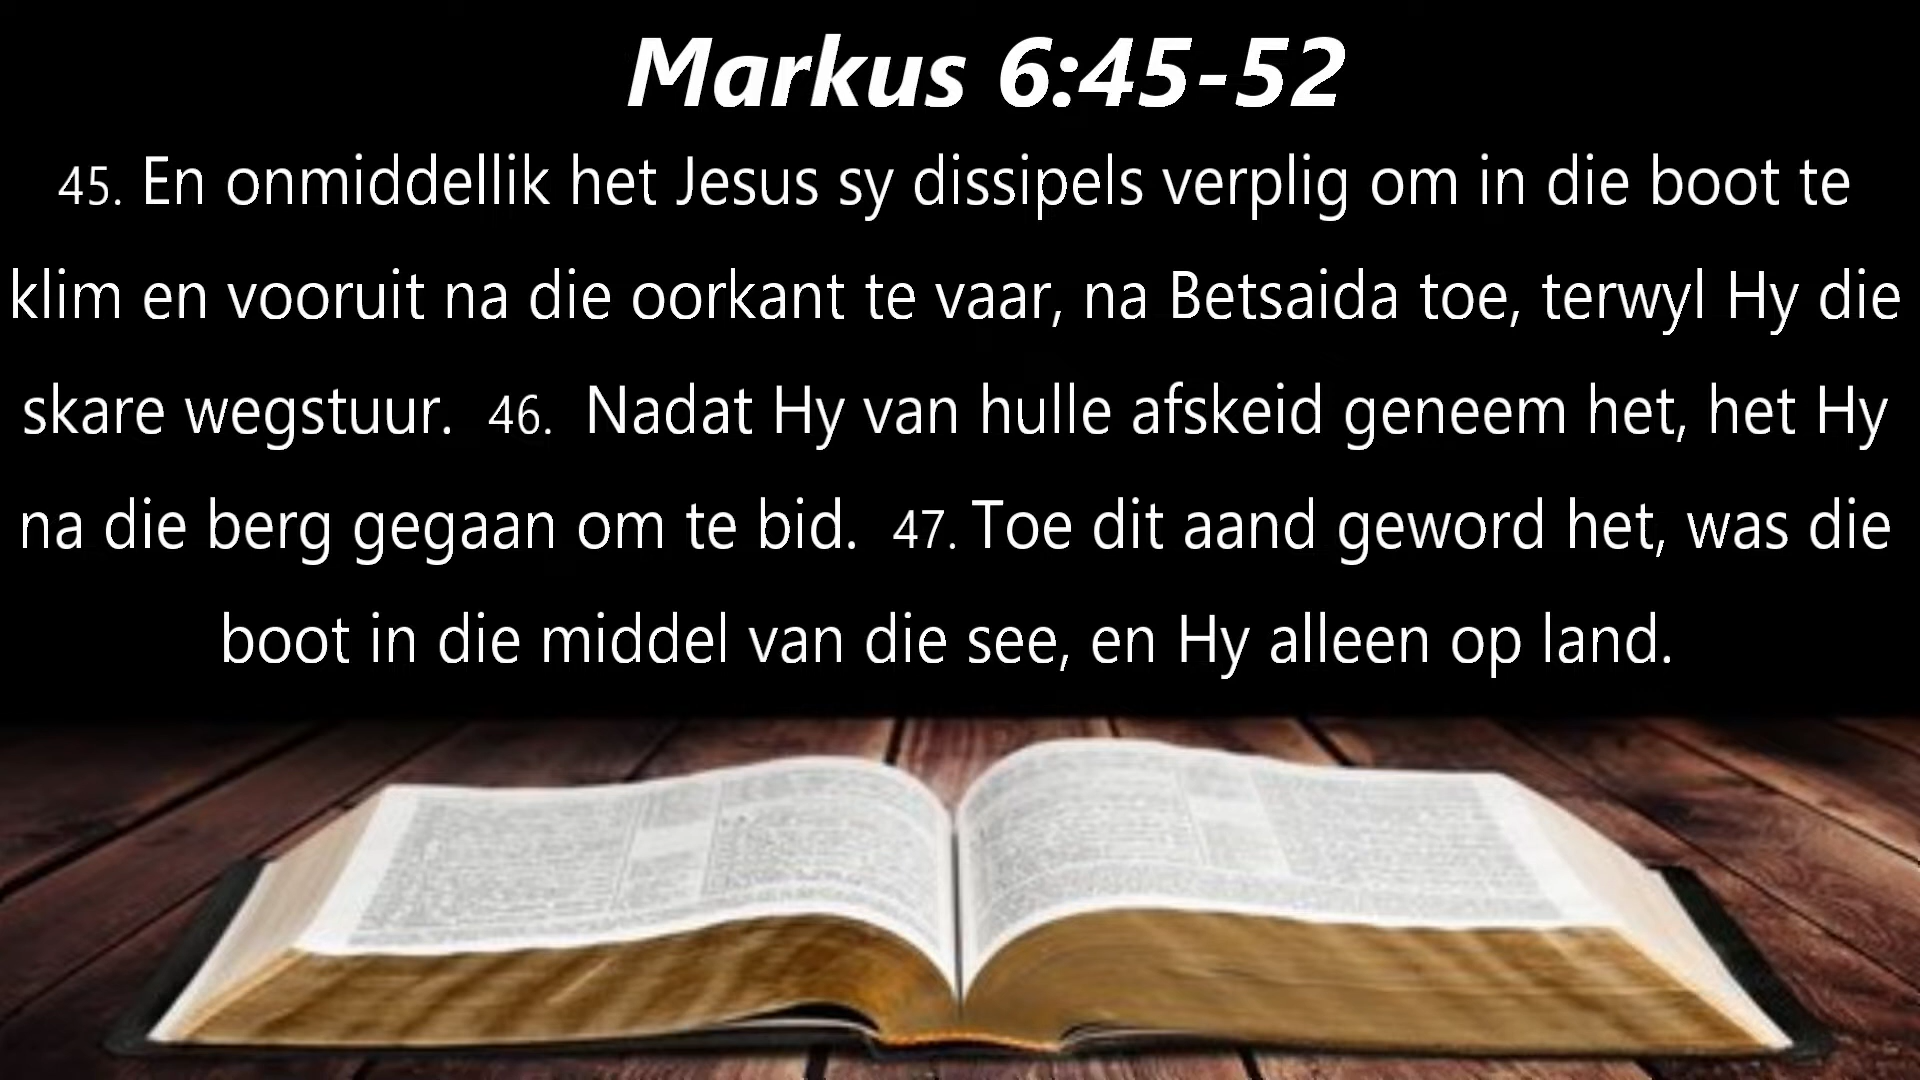 Markus 6:45-52
45. En onmiddellik het Jesus sy dissipels verplig om in die boot te
klim en vooruit na die oorkant te vaar, na Betsaida toe, terwyl Hy die
skare wegstuur. 46. Nadat Hy van hulle afskeid geneem het, het Hy
na die berg gegaan om te bid. 47. Toe dit aand geword het, was die
boot in die middel van die see, en Hy alleen op land.